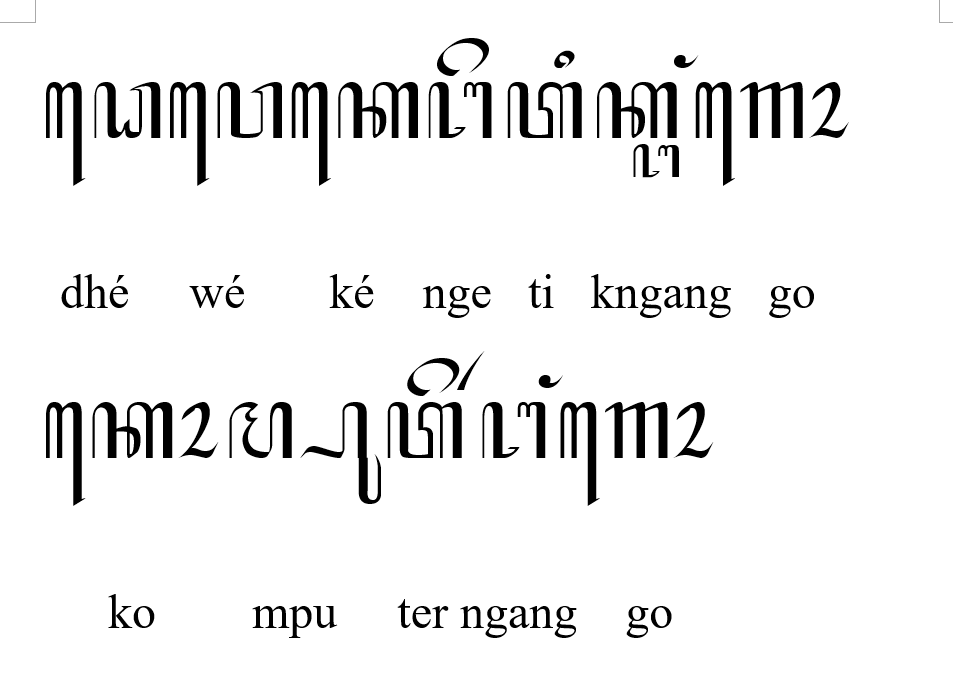 ꦝꦺꦮꦺꦏꦺꦔꦼꦠꦶꦏ꧀ꦔꦁꦒꦺꦴ
dhé wé ké nge ti kngang go
ꦏꦺꦴꦩ꧀ꦥꦸꦠꦼꦂꦔꦁꦒꦺꦴ
ko mpu ter ngang go